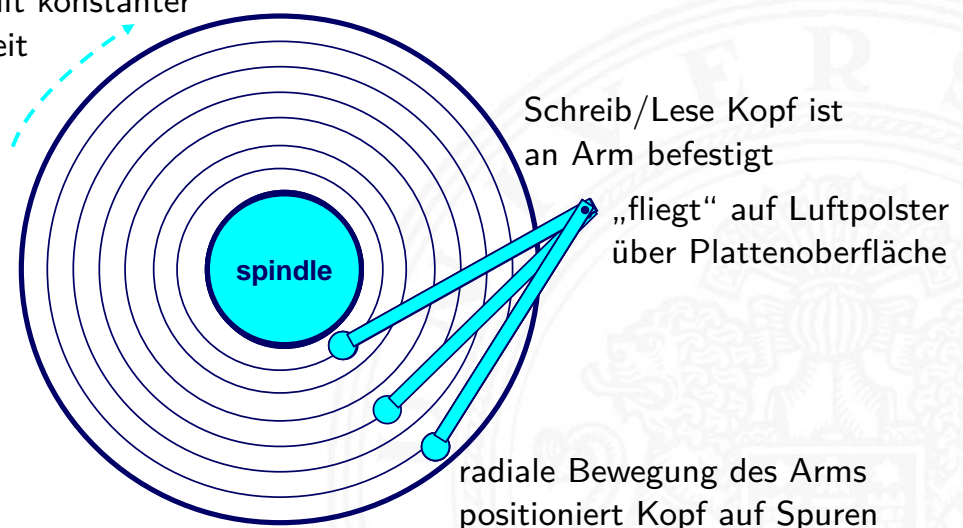 konstanter
eit
Schreib/Lese Kopf ist
an Arm befestigt
„fliegt“ auf Luftpolster
über Plattenoberfläche
spindle
radiale Bewegung des Arms
positioniert Kopf auf Spuren